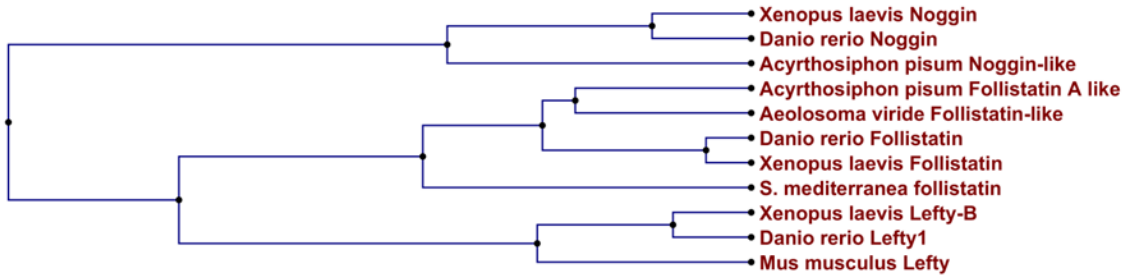 Xenopus laevis Noggin
Danio rerio Noggin
Acyrthosiphon pisum Noggin-like
Acyrthosiphon pisum Follistatin A like
Aeolosoma viride Follistatin-like
Danio rerio Follistatin
Xenopus laevis Follistatin
S. mediterranea follistatin
Xenopus laevis Lefty-B
Danio rerio Lefty1
Mus musculus Lefty